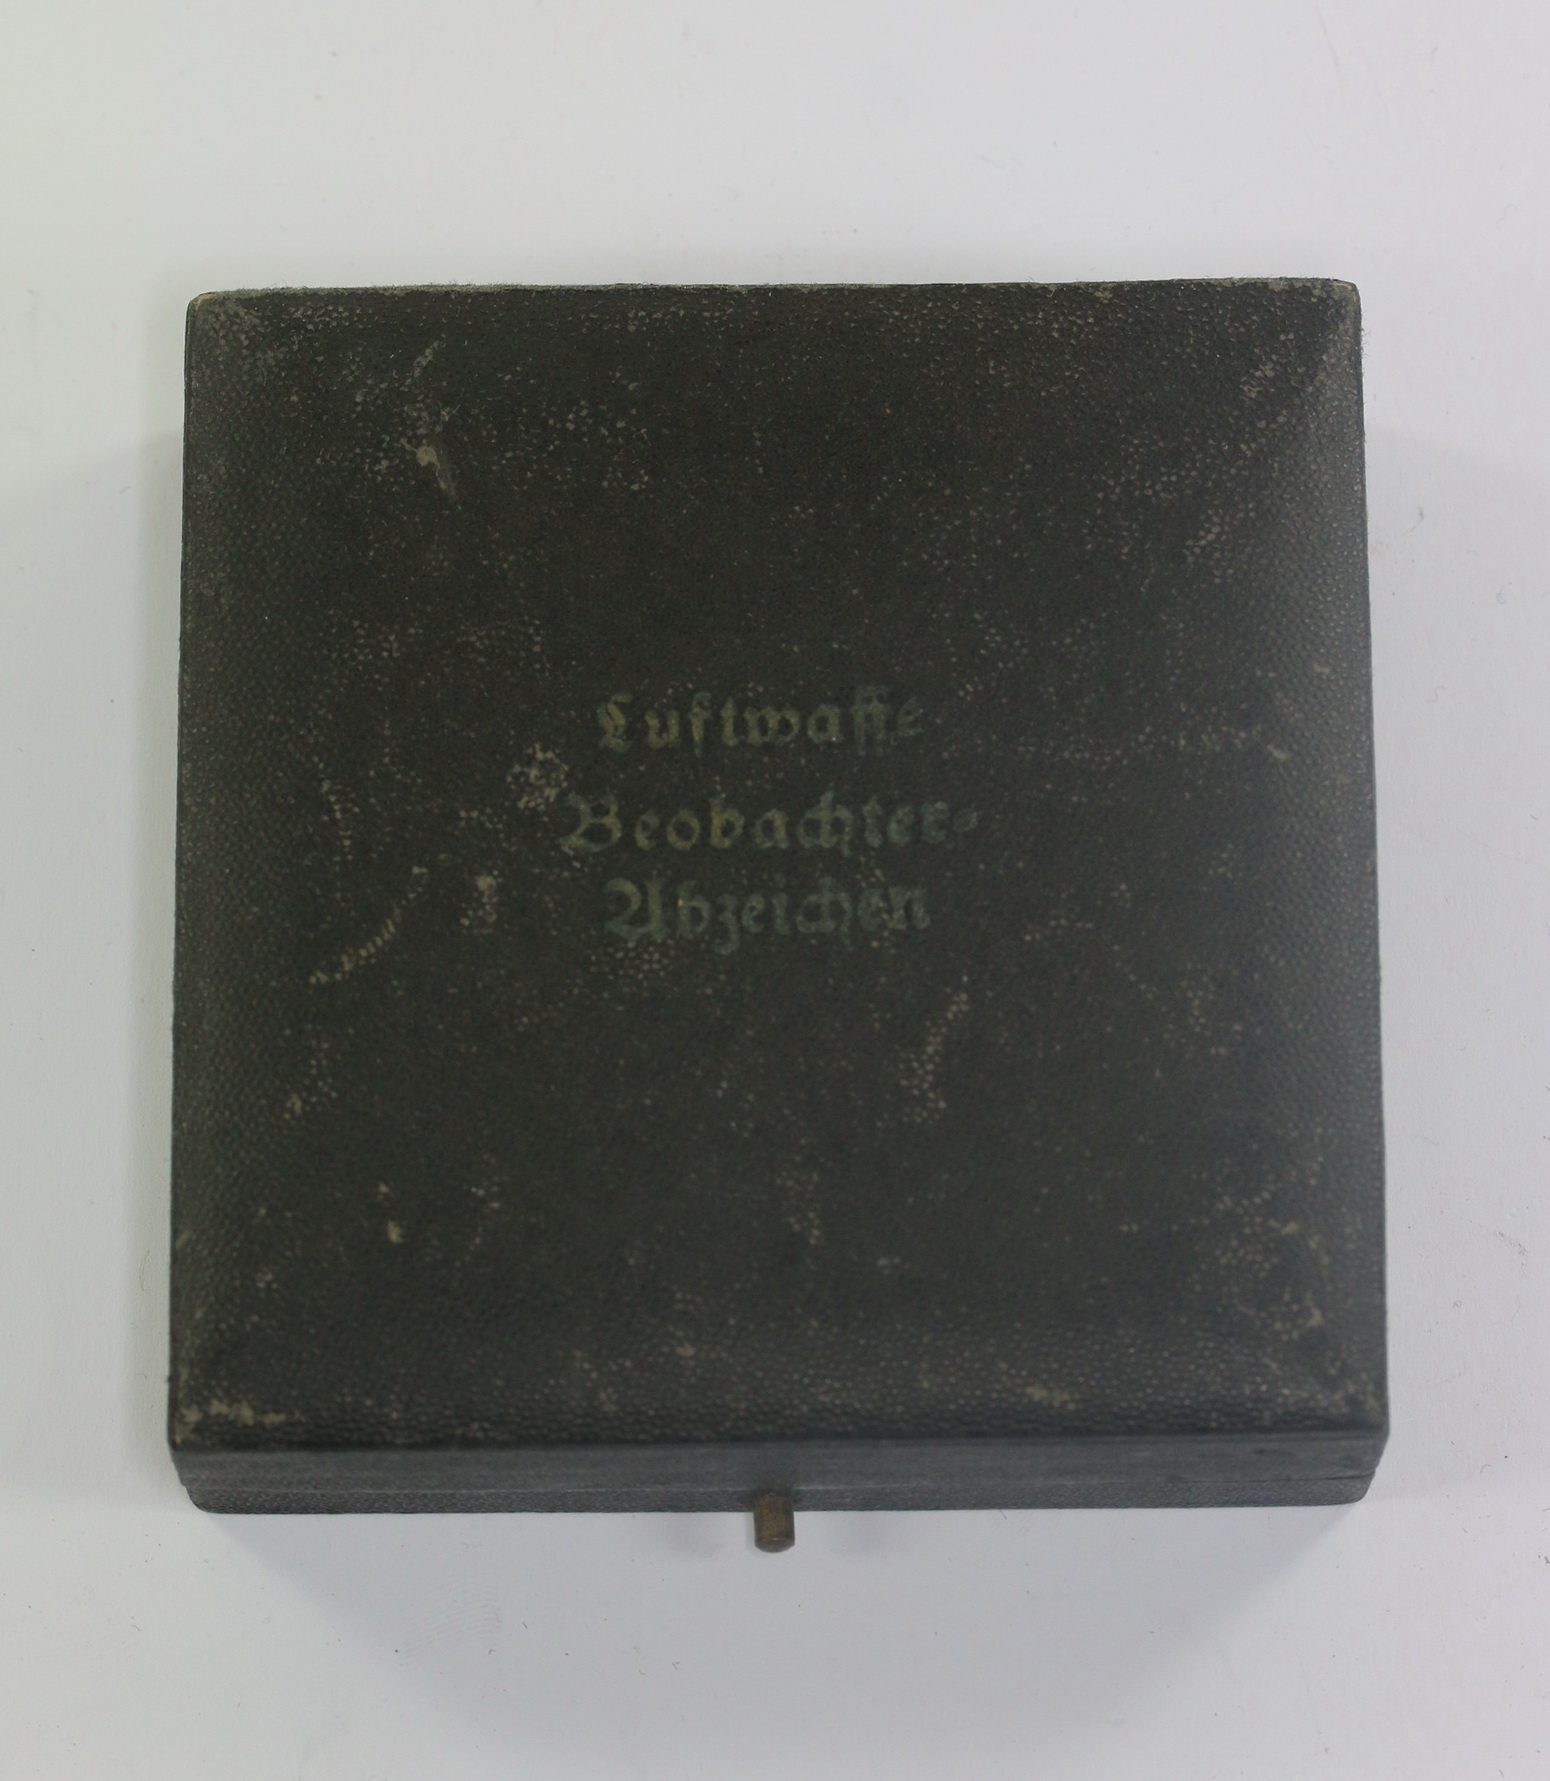 Luftwaffe
Beobachter-
Abzeichen